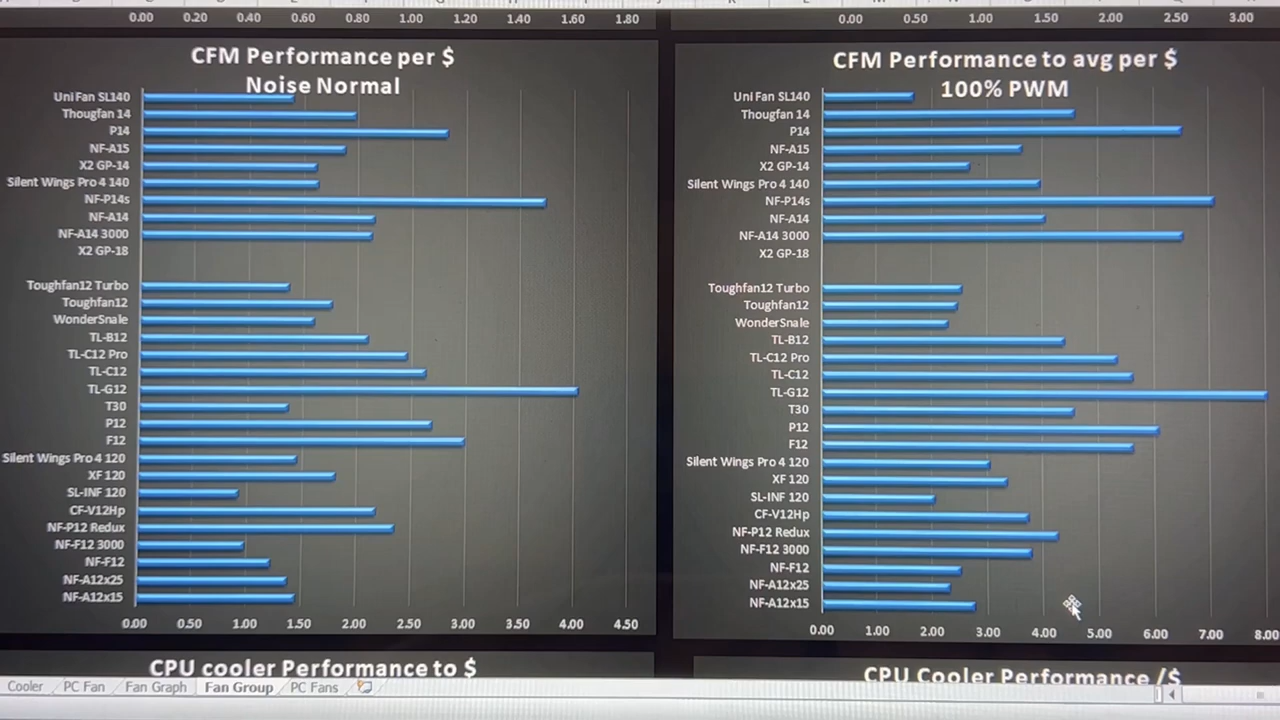 0.00 0.20 0.40 0.60 0.80 1.00 1.20 1.40 1.60 1.80
0.00 0.50 1.00 1.50 2.00 2.50 3.00
CFM Performance per $
Noise Normal
Uni Fan SL140
Thougfan 14
P14
NF-A15
X2 GP-14
Silent Wings Pro 4 140
NF-P14s
NF-A14
NF-A14 3000
X2 GP-18
Toughfan12 Turbo
Toughfan12
WonderSnale
TL-B12
TL-C12 Pro
TL-C12
TL-G12
T30
P12
F12
Silent Wings Pro 4 120
XF 120
SL-INF 120
CF-V12Hp
NF-P12 Redux
NF-F12 3000
NF-F12
NF-A12x25
NF-A12x15
0.00 0.50 1.00 1.50 2.00 2.50 3.00 3.50 4.00 4.50
CFM Performance to avg per $
100% PWM
Uni Fan SL140
Thougfan 14
P14
NF-A15
X2 GP-14
Silent Wings Pro 4 140
NF-P14s
NF-A14
NF-A14 3000
X2 GP-18
Toughfan12 Turbo
Toughfan12
WonderSnale
TL-B12
TL-C12 Pro
TL-C12
TL-G12
T30
P12
F12
Silent Wings Pro 4 120
XF 120
SL-INF 120
CF-V12Hp
NF-P12 Redux
NF-F12 3000
NF-F12
NF-A12x25
NF-A12x15
0.00 1.00 2.00 3.00 4.00 5.00 6.00 7.00 8.00
CPU cooler Performance to $
CPU Cooler Performance /$
Cooler PC Fan Fan Graph Fan Group PC Fans